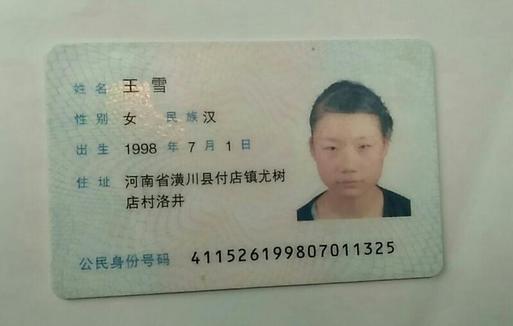 姓名 王雪
性别 女 民族 汉
出生 1998 年 7 月 1 日
住址 河南省潢川县付店镇尤树
店村洛井
公民身份号码 411526199807011325